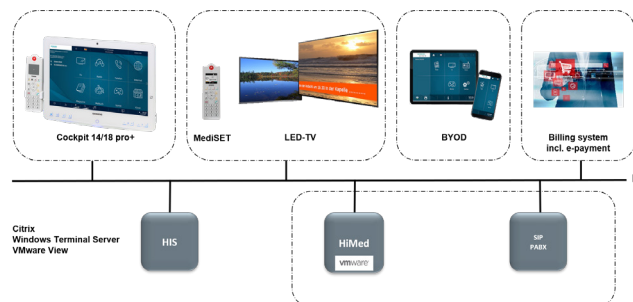 Cockpit 14/18 pro+
MediSET
LED-TV
BYOD
Billing system
incl. e-payment
Citrix
Windows Terminal Server
VMware View
HIS
HiMed
vmware
SIP
PABX